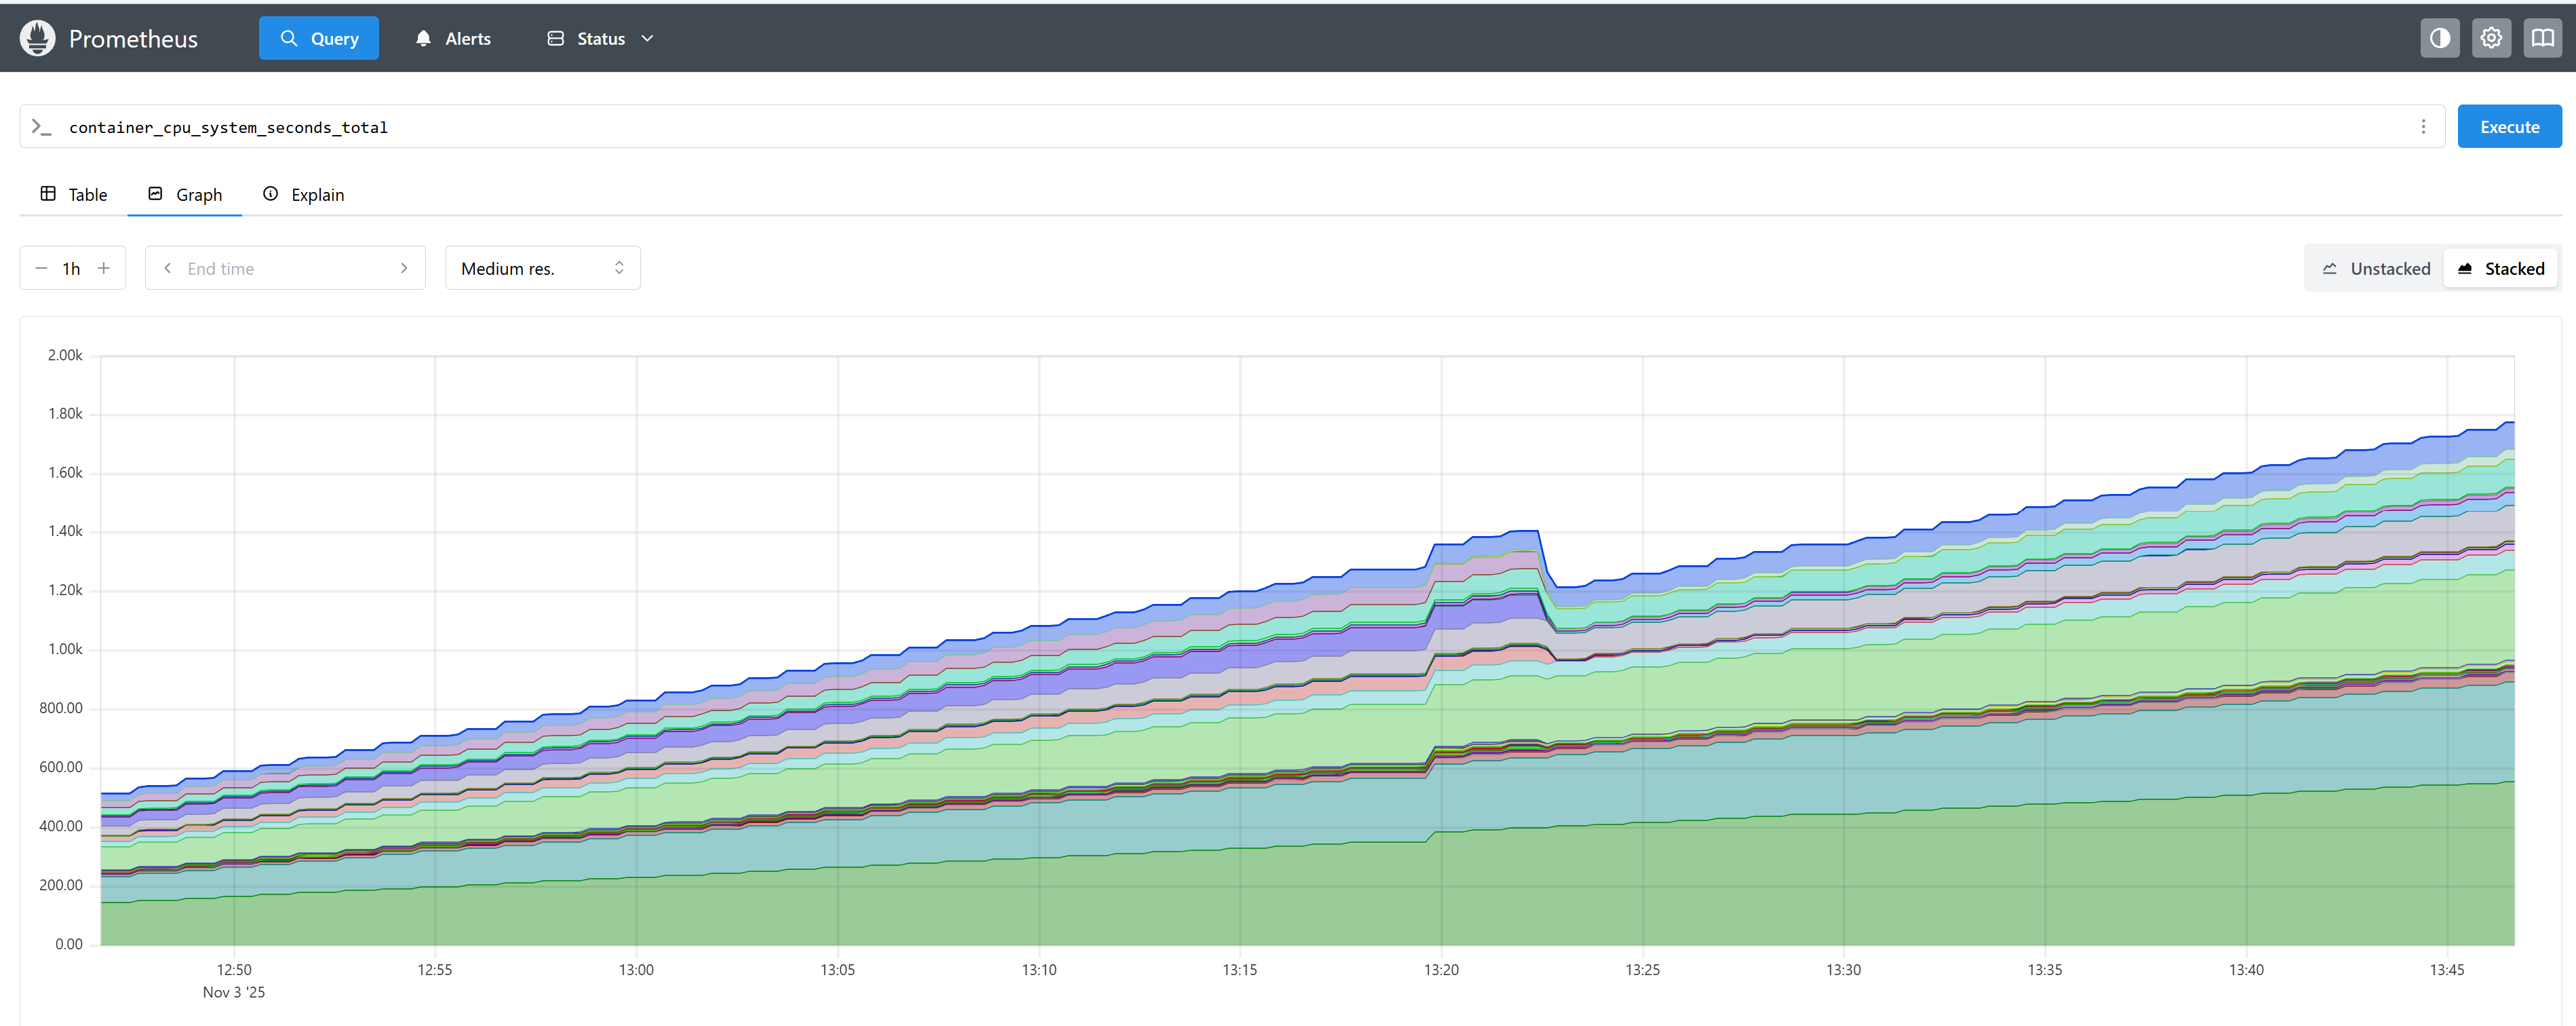 Prometheus Query Alerts Status
container_cpu_system_seconds_total Execute
Table Graph Explain
1h End time Medium res. Unstacked Stacked
2.00k
1.80k
1.60k
1.40k
1.20k
1.00k
800.00
600.00
400.00
200.00
0.00
12:50 12:55 13:00 13:05 13:10 13:15 13:20 13:25 13:30 13:35 13:40 13:45
Nov 3 '25